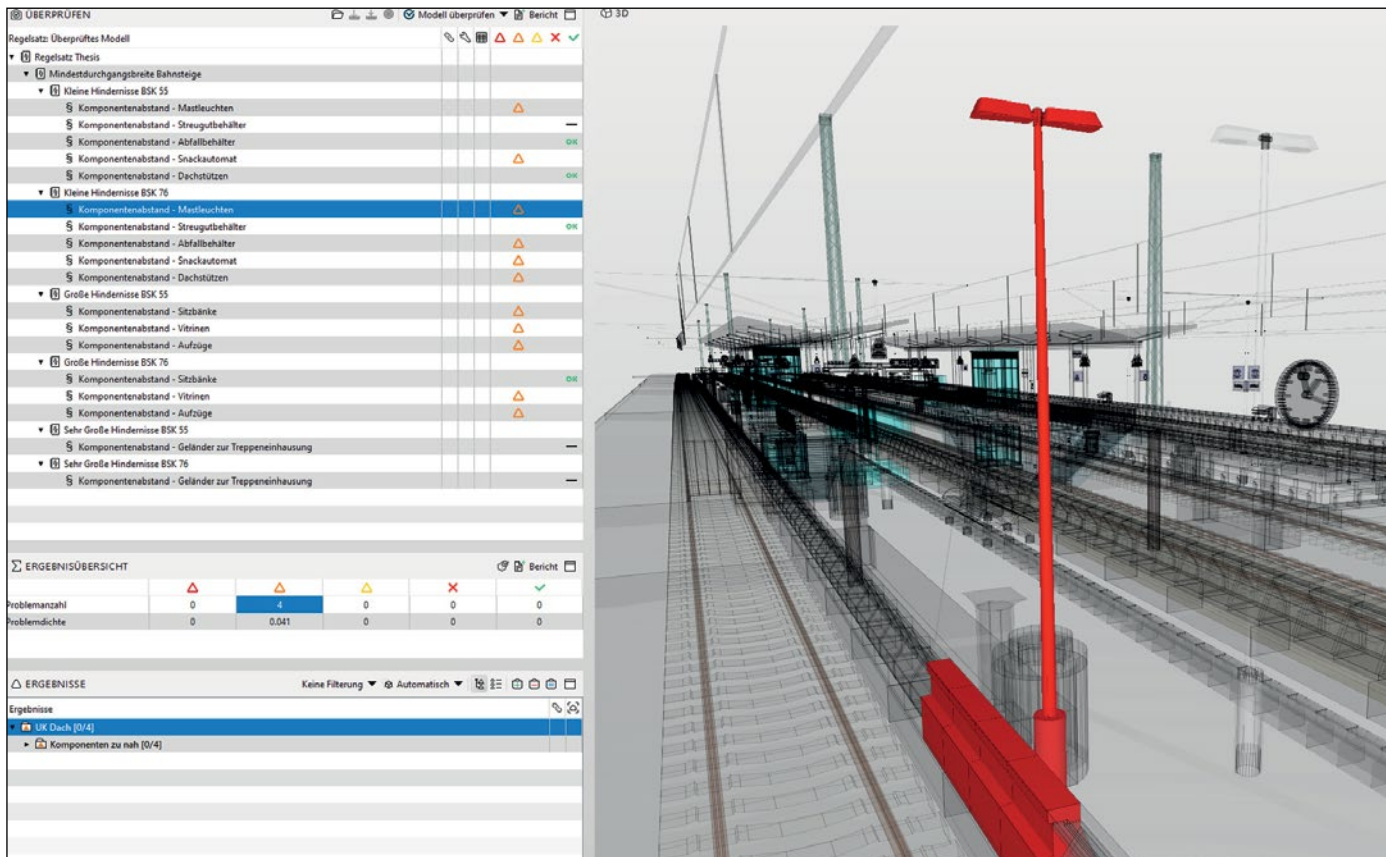 ÜBERPRÜFEN Modell überprüfen Bericht 3D
Regelsatz: Überprüftes Modell
Regelsatz Thesis
Mindestdurchgangsbreite Bahnsteige
Kleine Hindernisse BSK 55
§ Komponentenabstand - Mastleuchten
§ Komponentenabstand - Streugutbehälter —
§ Komponentenabstand - Abfallbehälter OK
§ Komponentenabstand - Snackautomat
§ Komponentenabstand - Dachstützen OK
Kleine Hindernisse BSK 76
§ Komponentenabstand - Mastleuchten
§ Komponentenabstand - Streugutbehälter OK
§ Komponentenabstand - Abfallbehälter
§ Komponentenabstand - Snackautomat
§ Komponentenabstand - Dachstützen
Große Hindernisse BSK 55
§ Komponentenabstand - Sitzbänke
§ Komponentenabstand - Vitrinen
§ Komponentenabstand - Aufzüge
Große Hindernisse BSK 76
§ Komponentenabstand - Sitzbänke OK
§ Komponentenabstand - Vitrinen
§ Komponentenabstand - Aufzüge
Sehr Große Hindernisse BSK 55
§ Komponentenabstand - Geländer zur Treppeneinhausung —
Sehr Große Hindernisse BSK 76
§ Komponentenabstand - Geländer zur Treppeneinhausung —
∑ ERGEBNISÜBERSICHT Bericht
Problemanzahl 0 4 0 0 0
Problemdichte 0 0.041 0 0 0
ERGEBNISSE Keine Filterung Automatisch
Ergebnisse
UK Dach [0/4]
Komponenten zu nah [0/4]